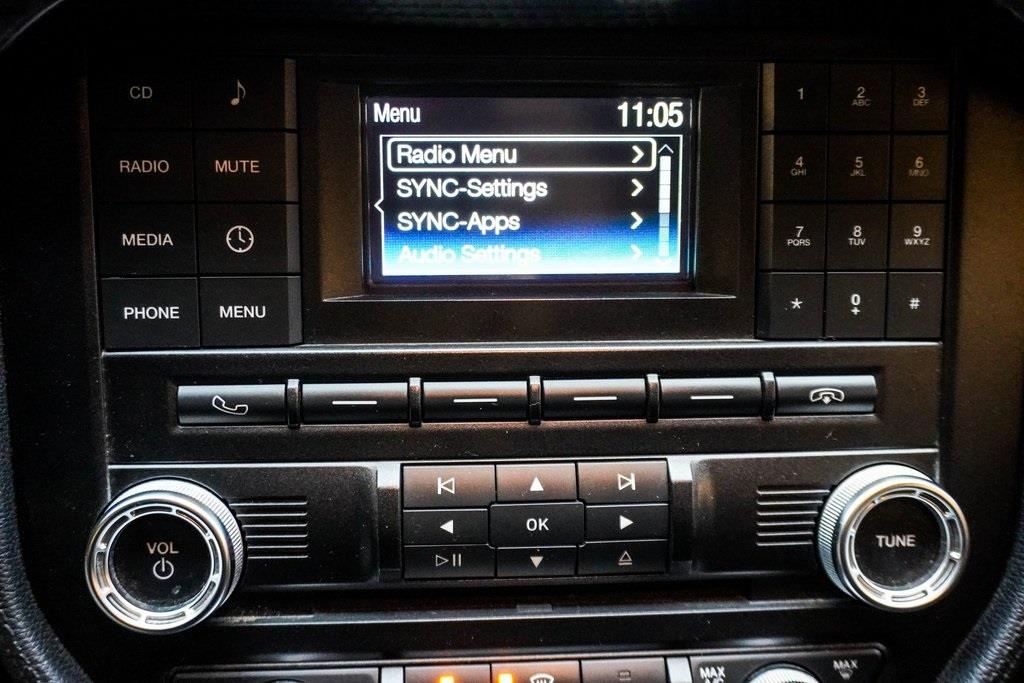 CD
RADIO MUTE
MEDIA
PHONE MENU
Menu 11:05
Radio Menu
SYNC-Settings
SYNC-Apps
Audio Settings
1 2 3
ABC DEF
4 5 6
GHI JKL MNO
7 8 9
PQRS TUV WXYZ
* 0 #
+
OK
VOL
TUNE
MAX
A/C
MAX